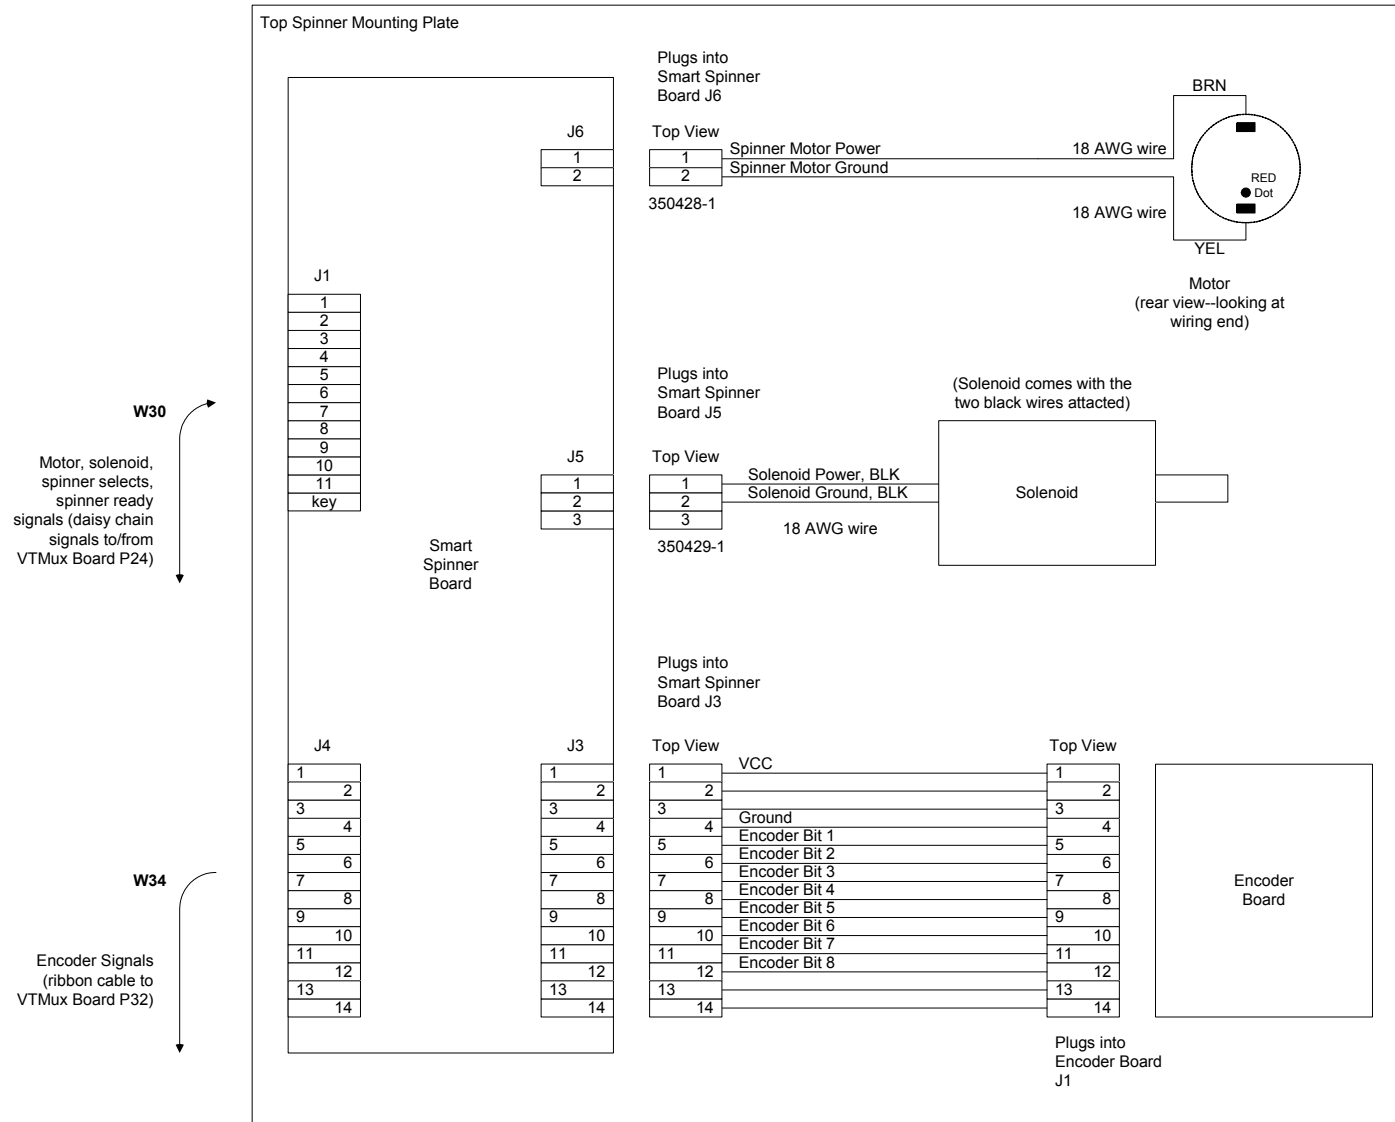 Top Spinner Mounting Plate
Plugs into
Smart Spinner
Board J6
BRN
J6
Top View
1
2
1
2
Spinner Motor Power
Spinner Motor Ground
18 AWG wire
18 AWG wire
350428-1
RED
Dot
YEL
Motor
(rear view--looking at
wiring end)
J1
1
2
3
4
5
6
7
8
9
10
11
key
W30
Motor, solenoid,
spinner selects,
spinner ready
signals (daisy chain
signals to/from
VTMux Board P24)
Plugs into
Smart Spinner
Board J5
(Solenoid comes with the
two black wires attacted)
J5
Top View
1
2
3
1
2
3
Solenoid Power, BLK
Solenoid Ground, BLK
18 AWG wire
350429-1
Solenoid
Smart
Spinner
Board
Plugs into
Smart Spinner
Board J3
J4
1
2
3
4
5
6
7
8
9
10
11
12
13
14
J3
1
2
3
4
5
6
7
8
9
10
11
12
13
14
Top View
1
2
3
4
5
6
7
8
9
10
11
12
13
14
VCC
Ground
Encoder Bit 1
Encoder Bit 2
Encoder Bit 3
Encoder Bit 4
Encoder Bit 5
Encoder Bit 6
Encoder Bit 7
Encoder Bit 8
Top View
1
2
3
4
5
6
7
8
9
10
11
12
13
14
Plugs into
Encoder Board
J1
Encoder
Board
W34
Encoder Signals
(ribbon cable to
VTMux Board P32)